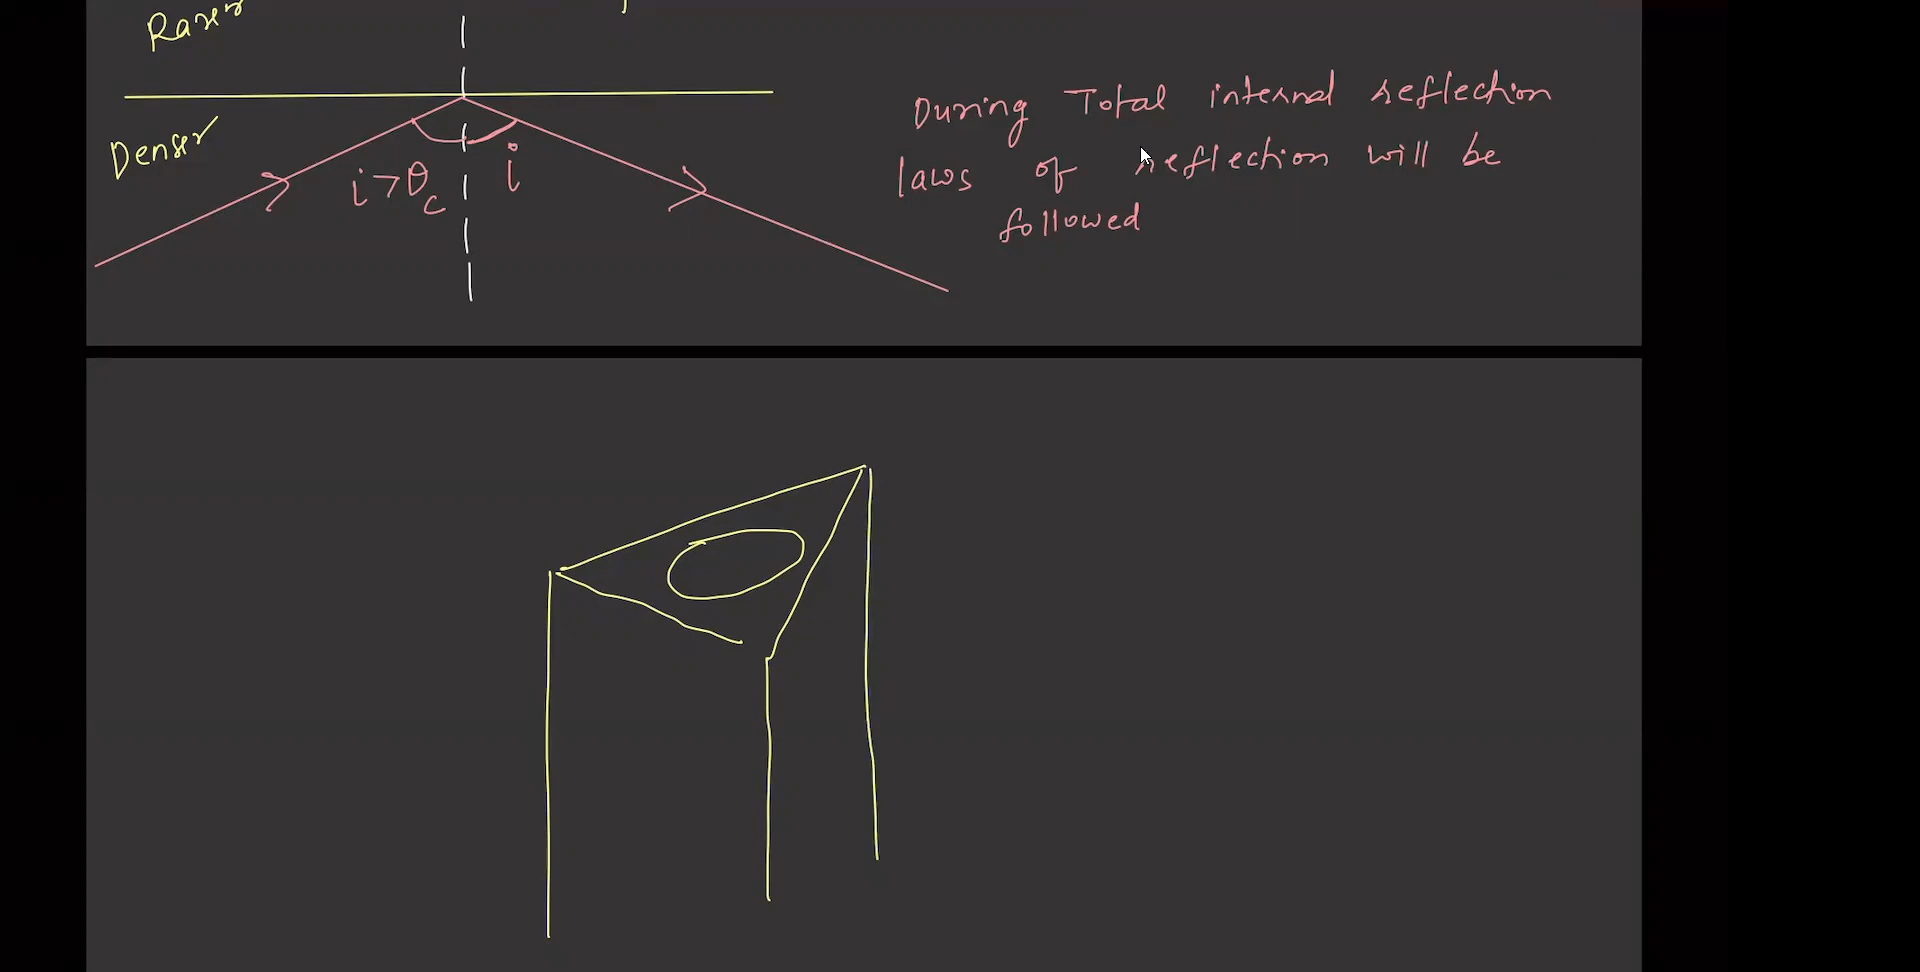 Rarer
Denser
i > θc
i
During Total internal reflection
laws of reflection will be
followed